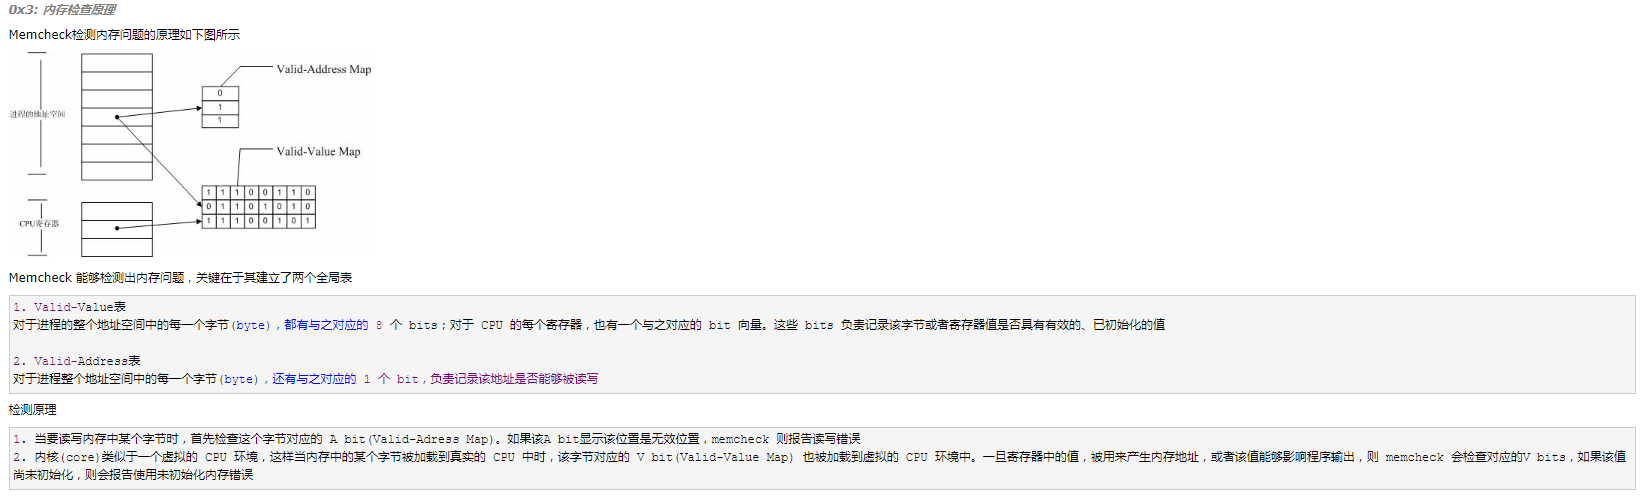 0x3: 内存检查原理
Memcheck检测内存问题的原理如下图所示
Valid-Address Map
0
1
1
进程的地址空间
Valid-Value Map
1 1 1 0 0 1 1 0
0 1 1 0 1 0 1 0
1 1 1 0 0 1 0 1
CPU寄存器
Memcheck 能够检测出内存问题，关键在于其建立了两个全局表
1. Valid-Value表
对于进程的整个地址空间中的每一个字节(byte)，都有与之对应的 8 个 bits；对于 CPU 的每个寄存器，也有一个与之对应的 bit 向量。这些 bits 负责记录该字节或者寄存器值是否具有有效的、已初始化的值
2. Valid-Address表
对于进程整个地址空间中的每一个字节(byte)，还有与之对应的 1 个 bit，负责记录该地址是否能够被读写
检测原理
1. 当要读写内存中某个字节时，首先检查这个字节对应的 A bit(Valid-Adress Map)。如果该A bit显示该位置是无效位置，memcheck 则报告读写错误
2. 内核(core)类似于一个虚拟的 CPU 环境，这样当内存中的某个字节被加载到真实的 CPU 中时，该字节对应的 V bit(Valid-Value Map) 也被加载到虚拟的 CPU 环境中。一旦寄存器中的值，被用来产生内存地址，或者该值能够影响程序输出，则 memcheck 会检查对应的V bits，如果该值
尚未初始化，则会报告使用未初始化内存错误